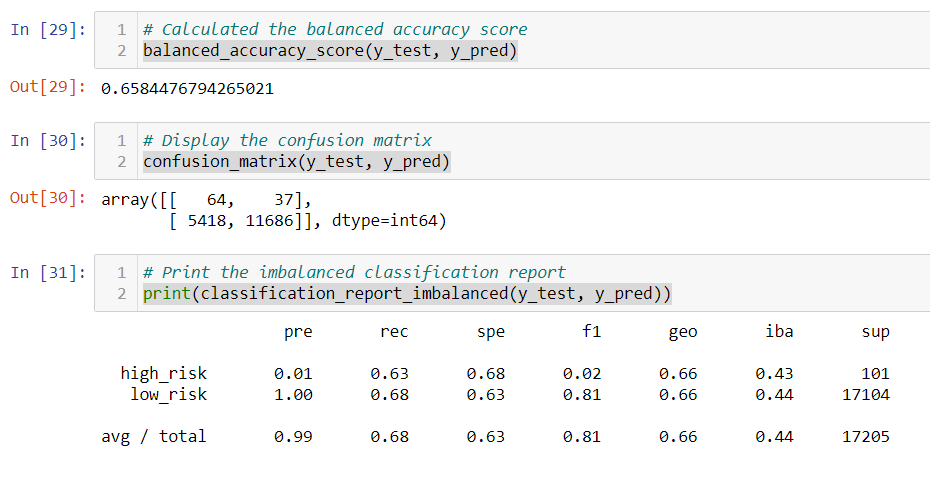 In [29]: 1 # Calculated the balanced accuracy score
2 balanced_accuracy_score(y_test, y_pred)
Out[29]: 0.6584476794265021
In [30]: 1 # Display the confusion matrix
2 confusion_matrix(y_test, y_pred)
Out[30]: array([[   64,    37],
[ 5418, 11686]], dtype=int64)
In [31]: 1 # Print the imbalanced classification report
2 print(classification_report_imbalanced(y_test, y_pred))
pre rec spe f1 geo iba sup
high_risk 0.01 0.63 0.68 0.02 0.66 0.43 101
low_risk 1.00 0.68 0.63 0.81 0.66 0.44 17104
avg / total 0.99 0.68 0.63 0.81 0.66 0.44 17205